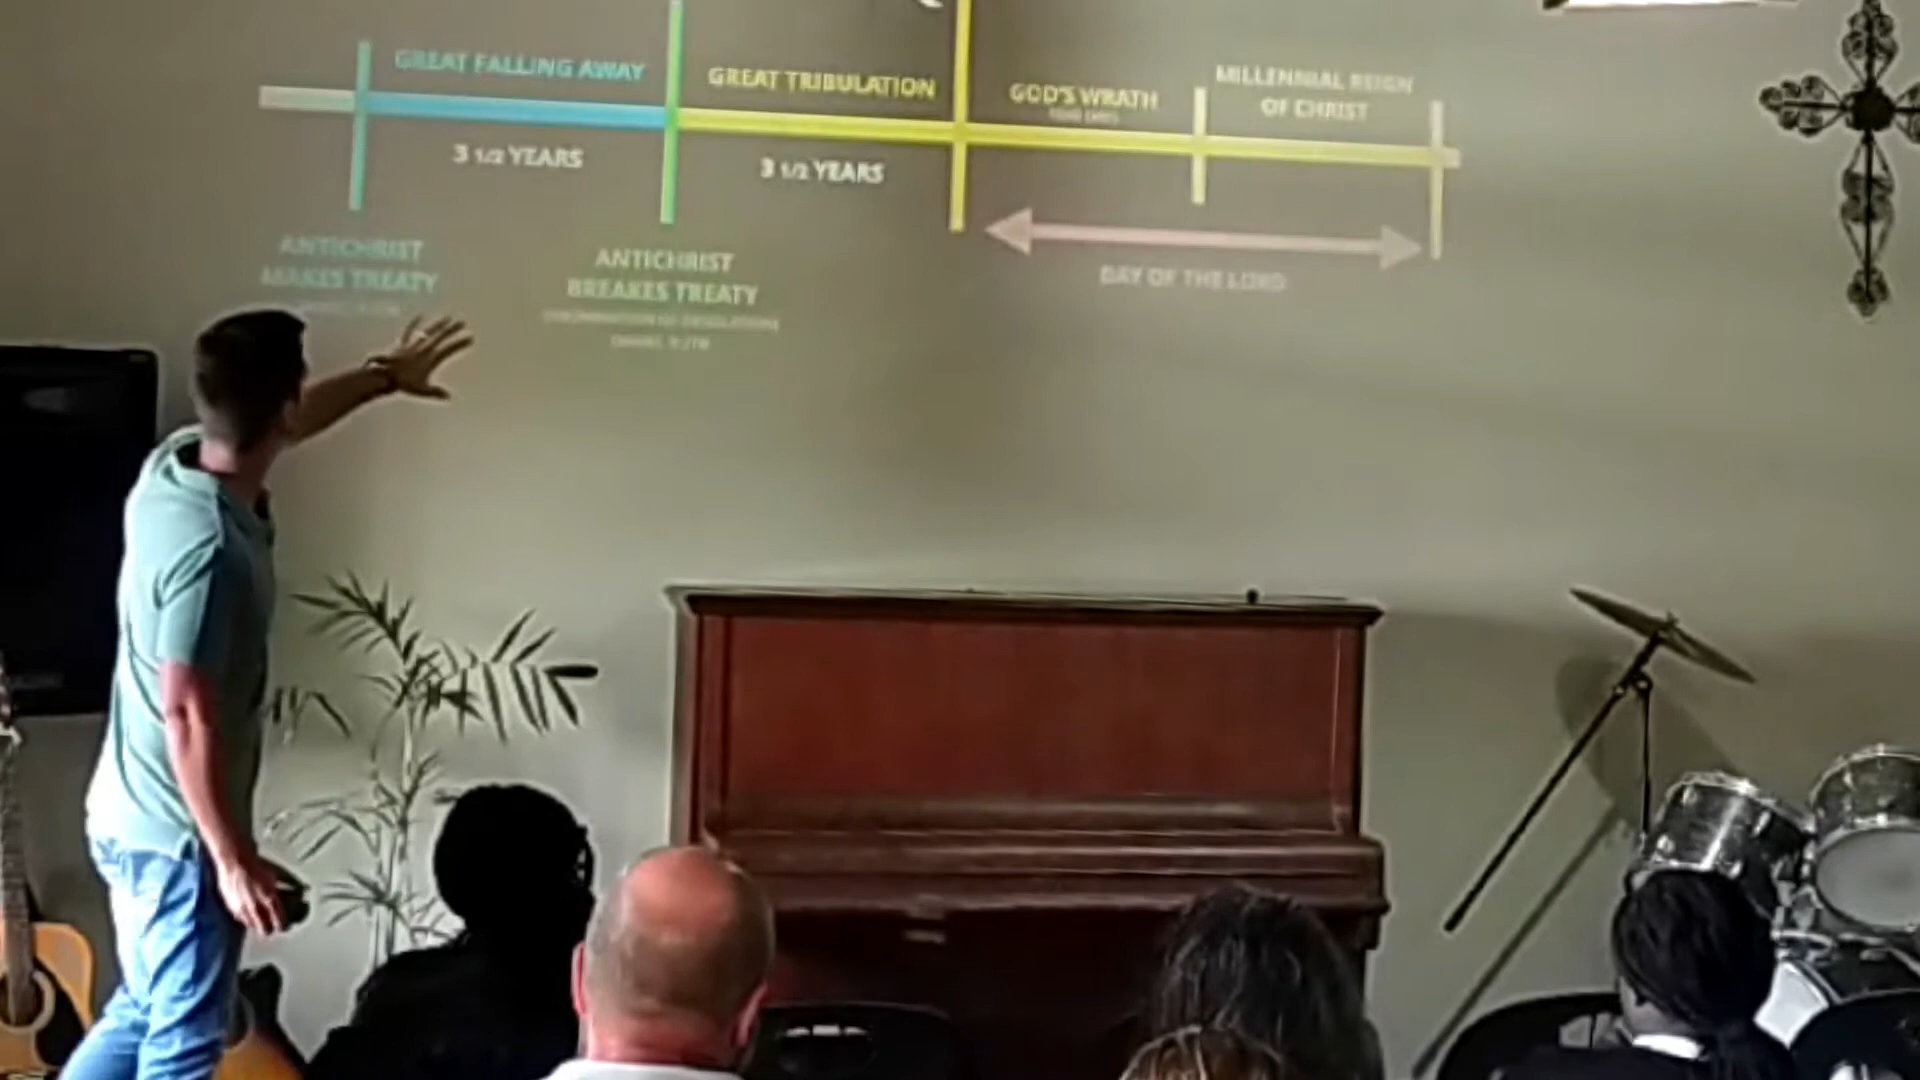 GREAT FALLING AWAY
GREAT TRIBULATION
GOD'S WRATH
MILLENNIAL REIGN
OF CHRIST
3 1/2 YEARS
3 1/2 YEARS
ANTICHRIST
MAKES TREATY
ANTICHRIST
BREAKES TREATY
DAY OF THE LORD